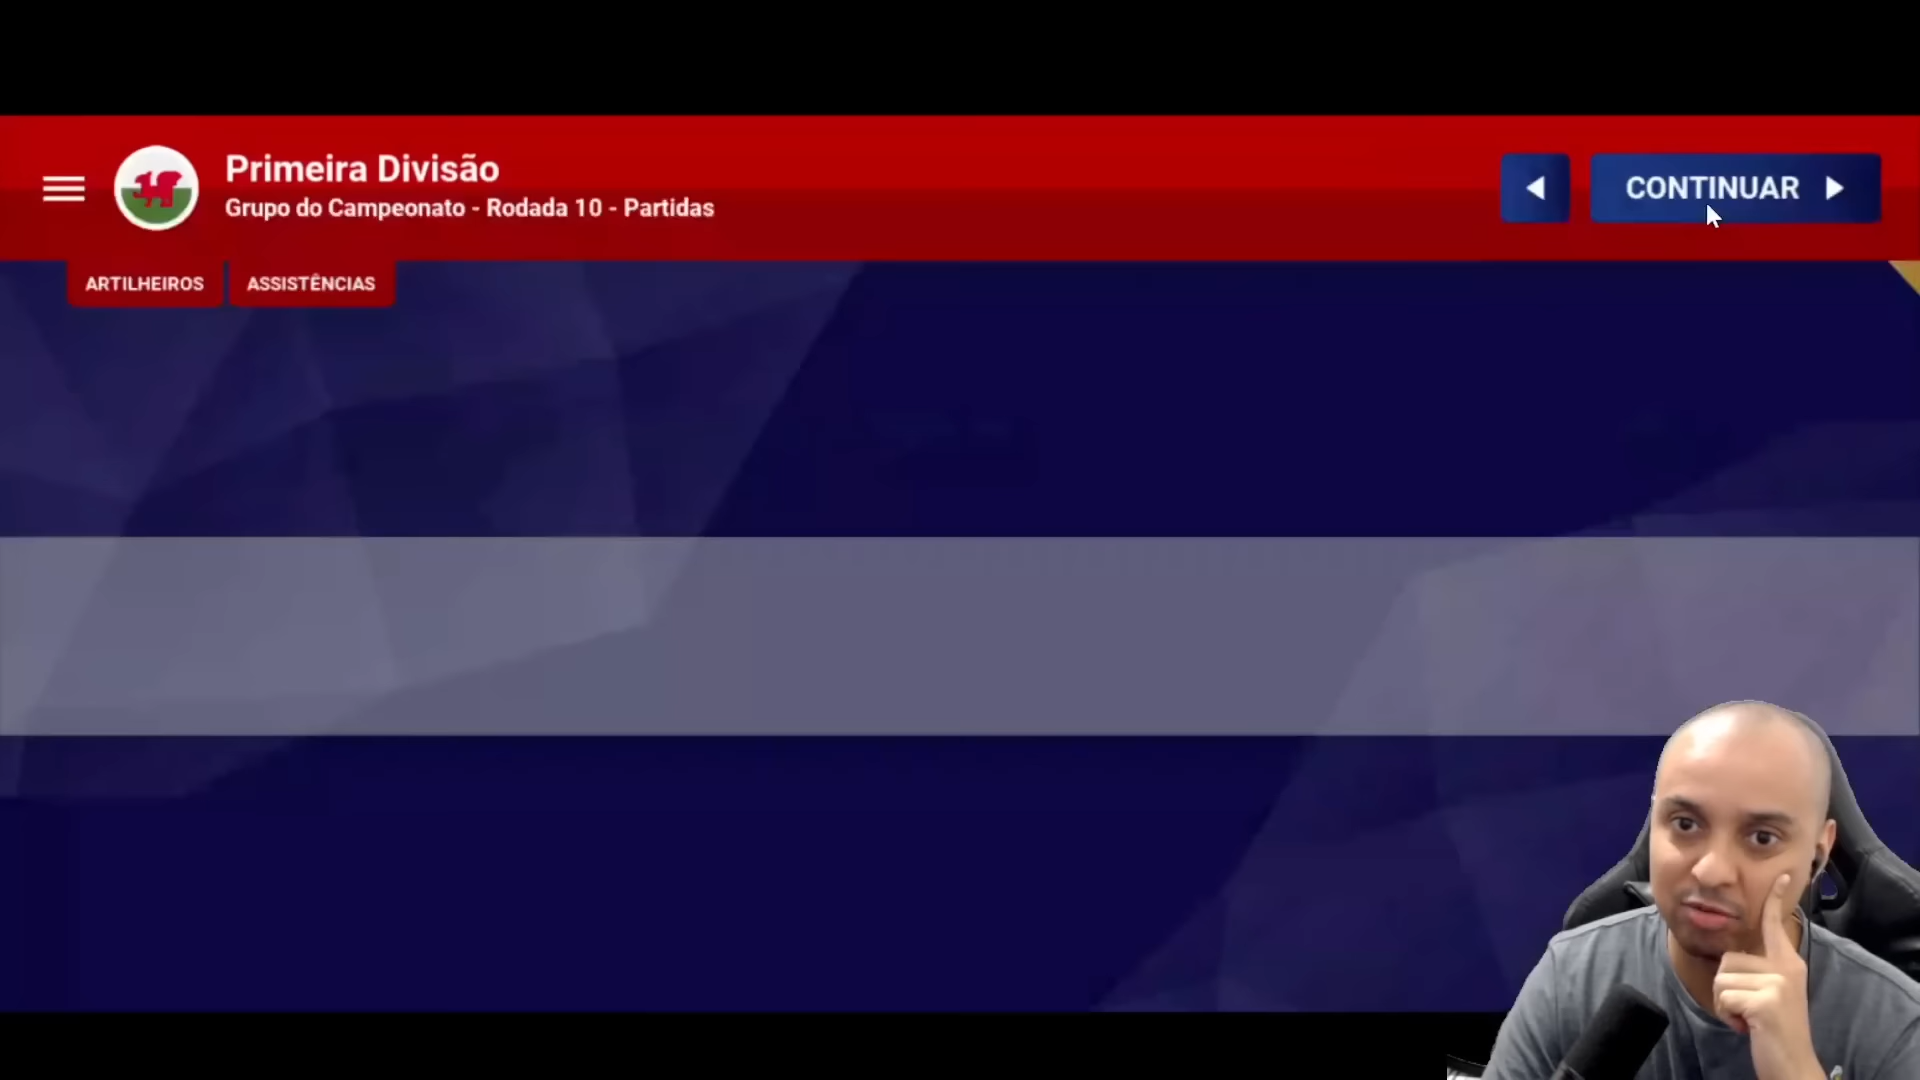 Primeira Divisão
Grupo do Campeonato - Rodada 10 - Partidas
CONTINUAR
ARTILHEIROS
ASSISTÊNCIAS